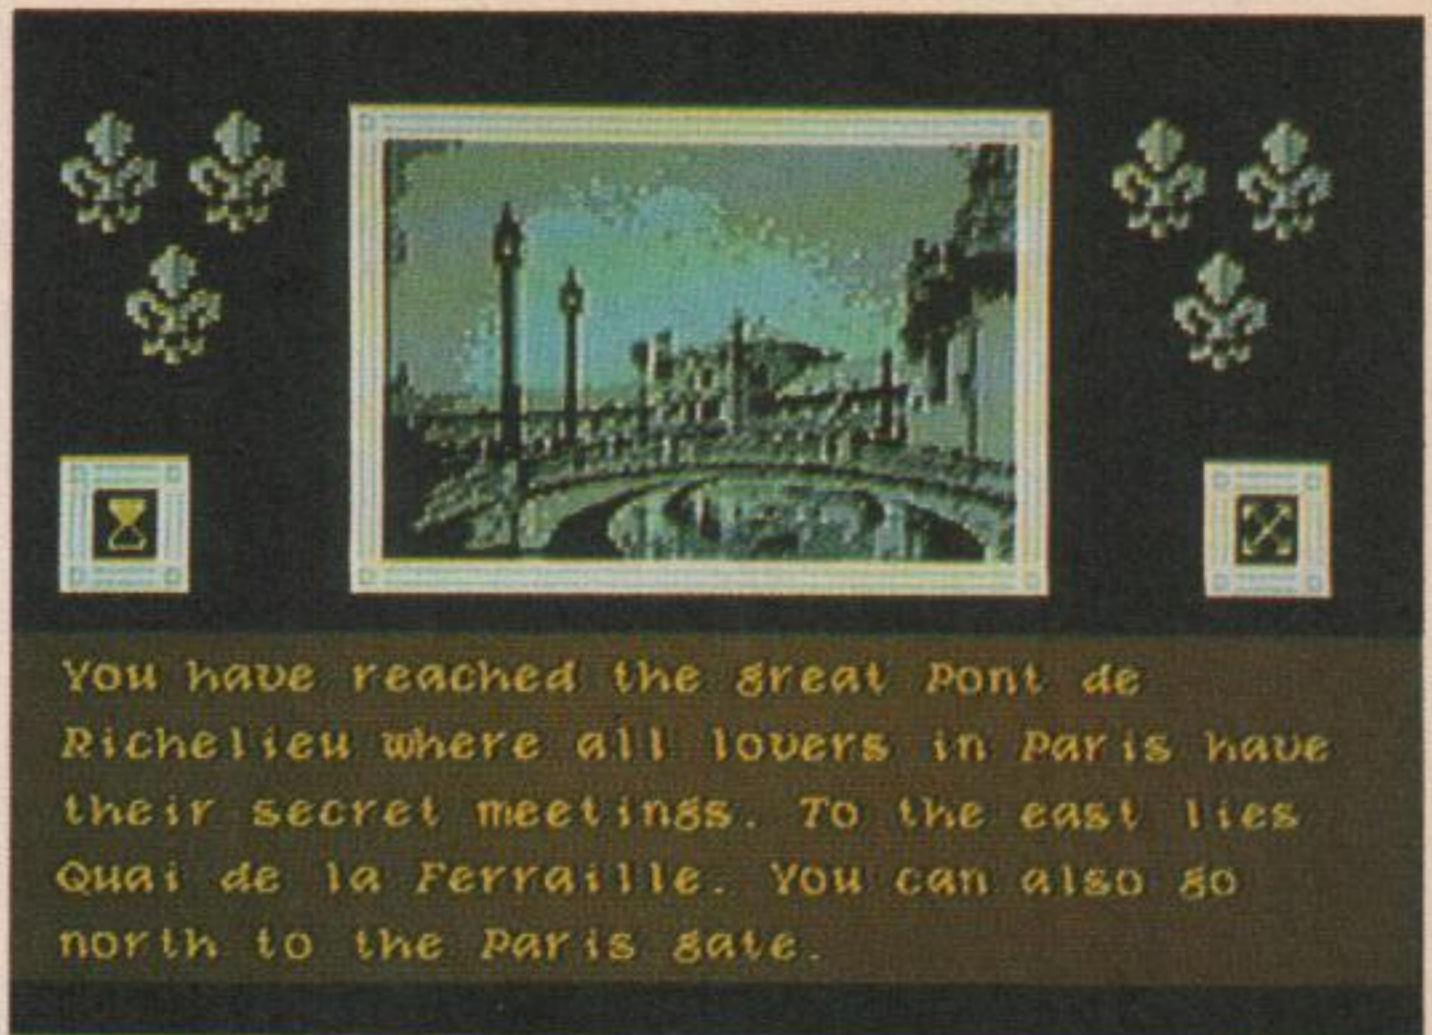 You have reached the great Pont de
Richelieu where all lovers in Paris have
their secret meetings. To the east lies
Quai de la Ferraille. You can also go
north to the Paris gate.